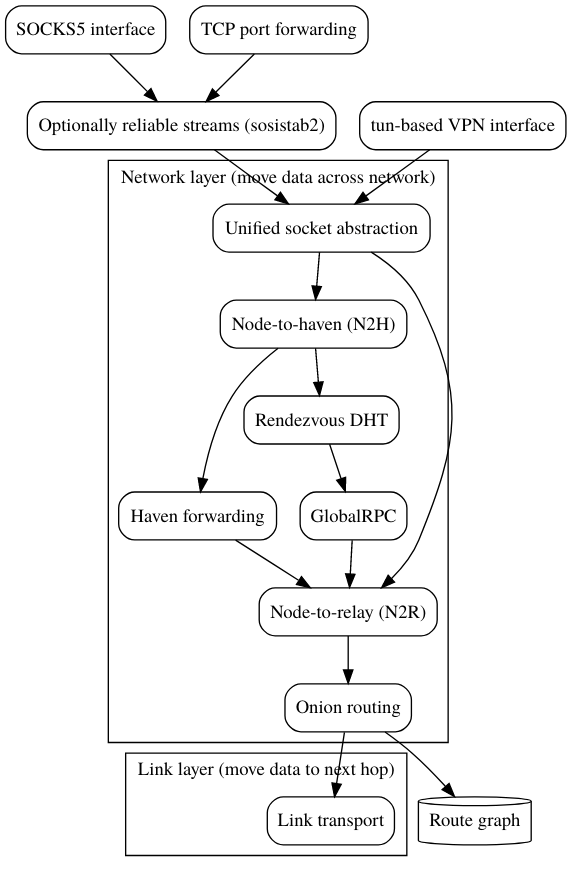 SOCKS5 interface
TCP port forwarding
Optionally reliable streams (sosistab2)
tun-based VPN interface
Network layer (move data across network)
Unified socket abstraction
Node-to-haven (N2H)
Rendezvous DHT
Haven forwarding
GlobalRPC
Node-to-relay (N2R)
Onion routing
Link layer (move data to next hop)
Link transport
Route graph